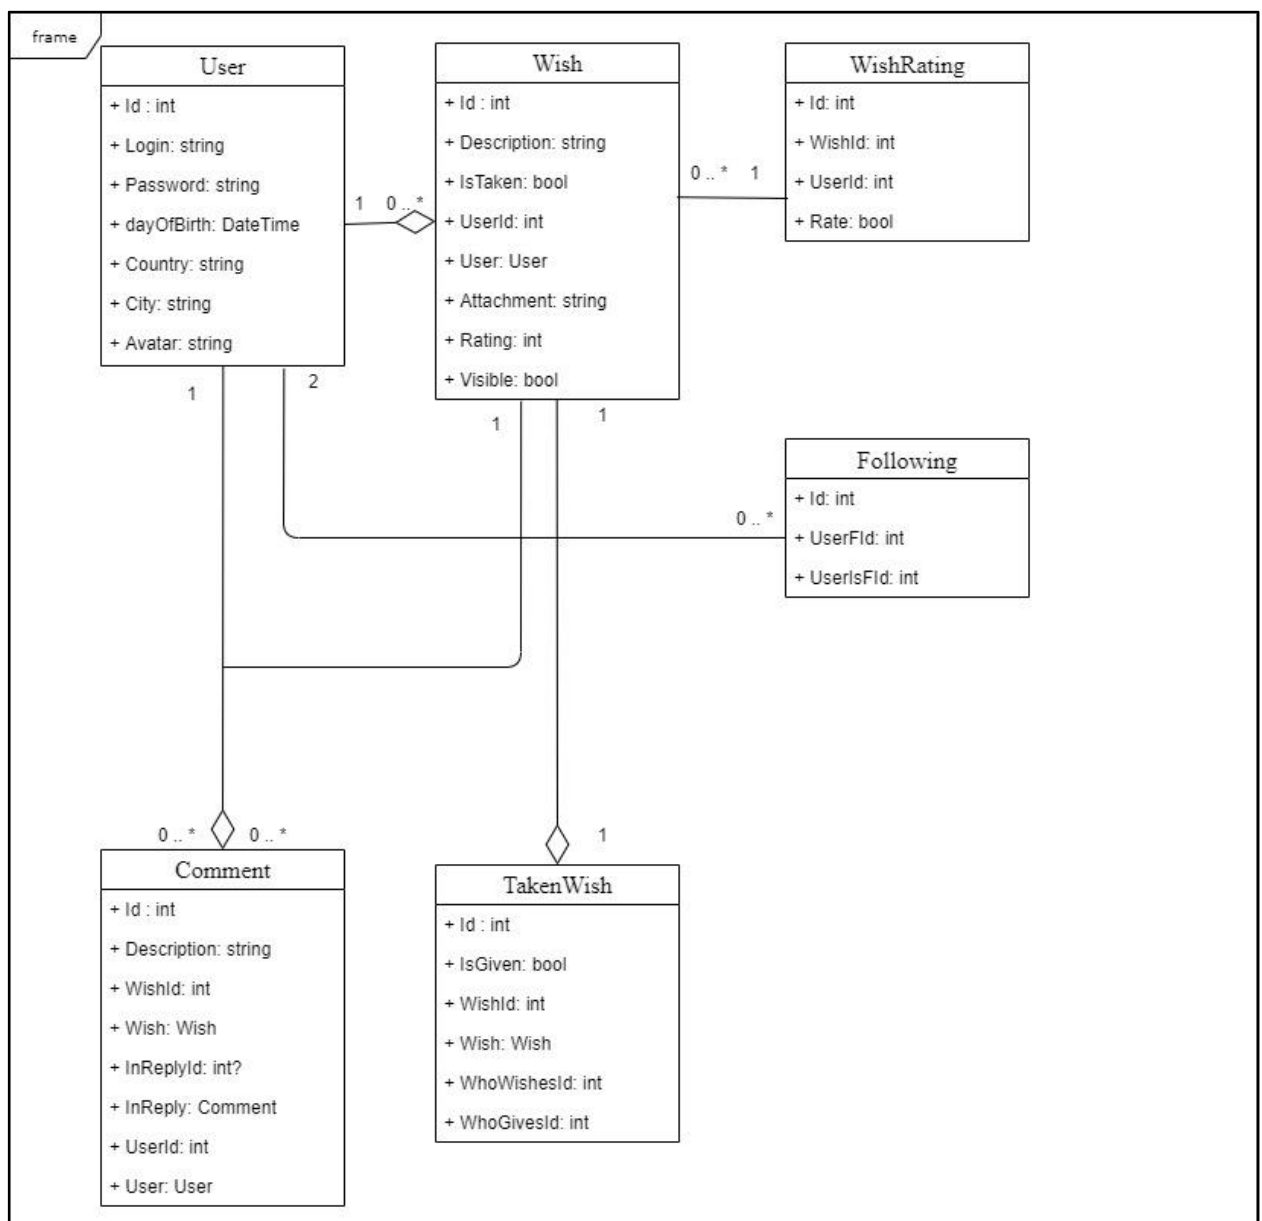 frame
User
+ Id : int
+ Login: string
+ Password: string
+ dayOfBirth: DateTime
+ Country: string
+ City: string
+ Avatar: string
Wish
+ Id : int
+ Description: string
+ IsTaken: bool
+ UserId: int
+ User: User
+ Attachment: string
+ Rating: int
+ Visible: bool
WishRating
+ Id: int
+ WishId: int
+ UserId: int
+ Rate: bool
1
0 .. *
0 .. *
1
1
2
1
1
Following
+ Id: int
+ UserFId: int
+ UserIsFId: int
0 .. *
0 .. *
0 .. *
1
Comment
+ Id : int
+ Description: string
+ WishId: int
+ Wish: Wish
+ InReplyId: int?
+ InReply: Comment
+ UserId: int
+ User: User
TakenWish
+ Id : int
+ IsGiven: bool
+ WishId: int
+ Wish: Wish
+ WhoWishesId: int
+ WhoGivesId: int